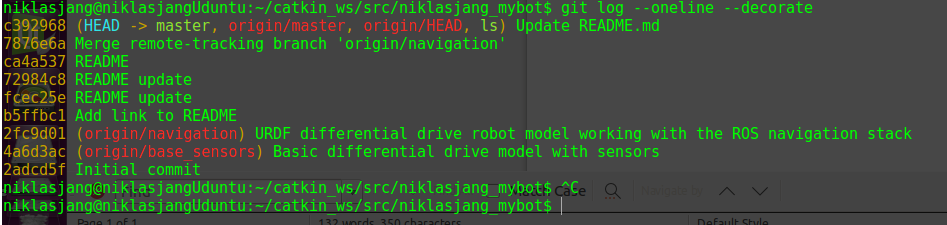 niklasjang@niklasjangUduntu:~/catkin_ws/src/niklasjang_mybot$ git log --oneline --decorate
c392968 (HEAD -> master, origin/master, origin/HEAD, ls) Update README.md
7876e6a Merge remote-tracking branch 'origin/navigation'
ca4a537 README
72984c8 README update
fcec25e README update
b5ffbc1 Add link to README
2fc9d01 (origin/navigation) URDF differential drive robot model working with the ROS navigation stack
4a6d3ac (origin/base_sensors) Basic differential drive model with sensors
2adcd5f Initial commit
niklasjang@niklasjangUduntu:~/catkin_ws/src/niklasjang_mybot$ ^C
Case
niklasjang@niklasjangUduntu:~/catkin_ws/src/niklasjang_mybot$
Page 1 of 1 132 words, 350 characters Default Style